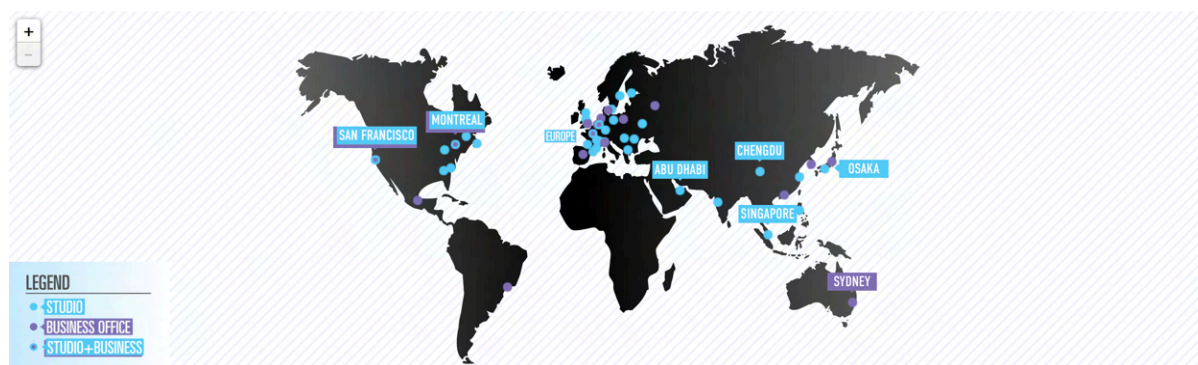 +
−
SAN FRANCISCO
MONTREAL
EUROPE
ABU DHABI
CHENGDU
OSAKA
SINGAPORE
SYDNEY
LEGEND
STUDIO
BUSINESS OFFICE
STUDIO+BUSINESS